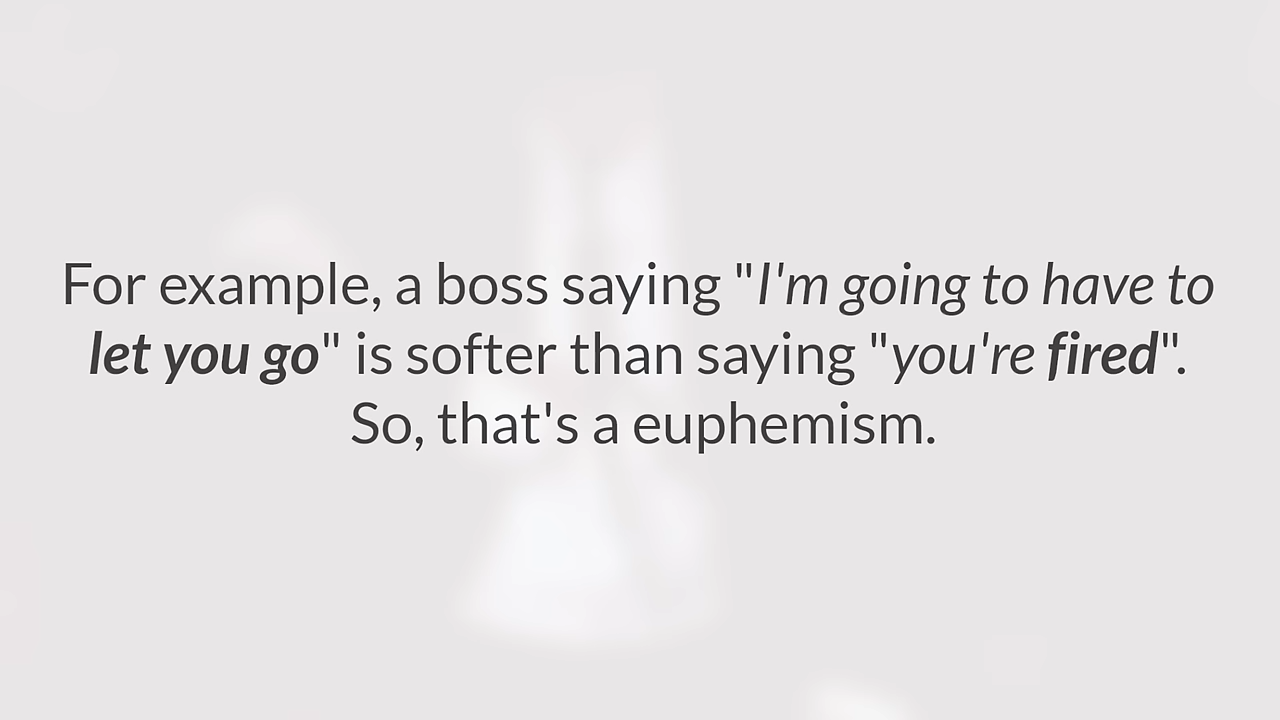 For example, a boss saying "I'm going to have to
let you go" is softer than saying "you're fired".
So, that's a euphemism.